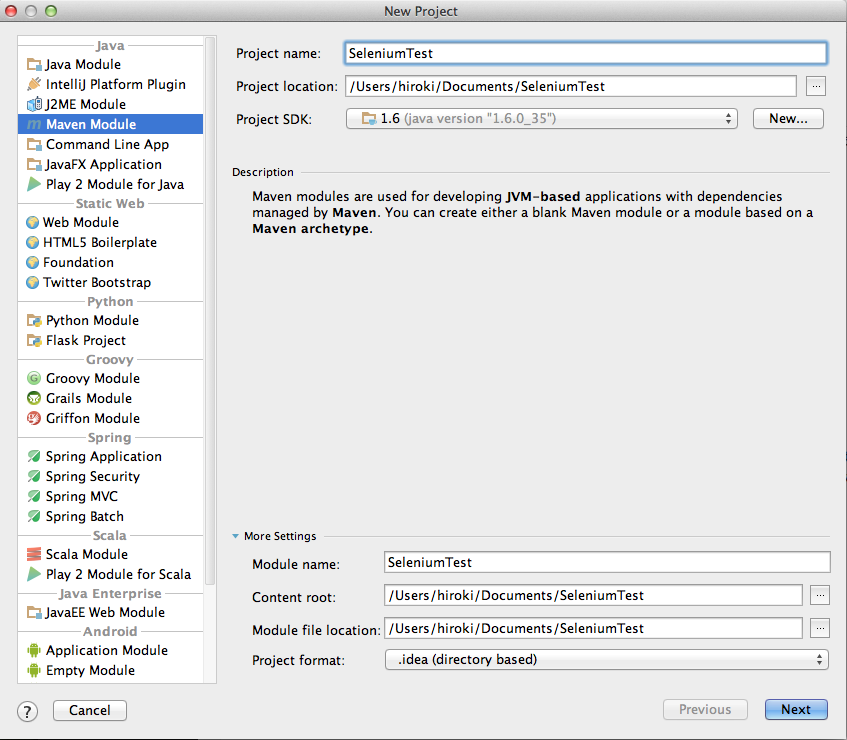 New Project
Java
Java Module
IntelliJ Platform Plugin
J2ME Module
Maven Module
Command Line App
JavaFX Application
Play 2 Module for Java
Static Web
Web Module
HTML5 Boilerplate
Foundation
Twitter Bootstrap
Python
Python Module
Flask Project
Groovy
Groovy Module
Grails Module
Griffon Module
Spring
Spring Application
Spring Security
Spring MVC
Spring Batch
Scala
Scala Module
Play 2 Module for Scala
Java Enterprise
JavaEE Web Module
Android
Application Module
Empty Module
Project name: SeleniumTest
Project location: /Users/hiroki/Documents/SeleniumTest ...
Project SDK: 1.6 (java version "1.6.0_35") New...
Description
Maven modules are used for developing JVM-based applications with dependencies
managed by Maven. You can create either a blank Maven module or a module based on a
Maven archetype.
More Settings
Module name: SeleniumTest
Content root: /Users/hiroki/Documents/SeleniumTest ...
Module file location: /Users/hiroki/Documents/SeleniumTest ...
Project format: .idea (directory based)
? Cancel Previous Next